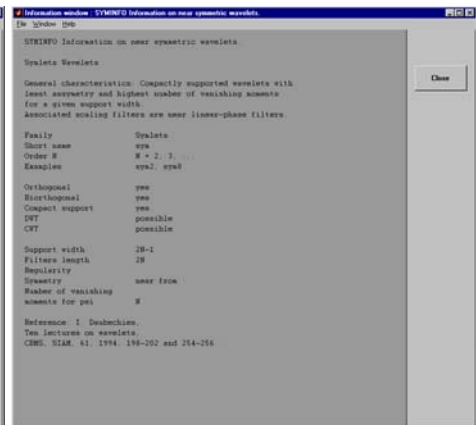 Information window : SYMINFO Information on near symmetric wavelets.
File Window Help
SYMINFO Information on near symmetric wavelets.
Symlets Wavelets
General characteristics: Compactly supported wavelets with
least assymetry and highest number of vanishing moments
for a given support width.
Associated scaling filters are near linear-phase filters.
Family Symlets
Short name sym
Order N N = 2, 3, ...
Examples sym2, sym8
Orthogonal yes
Biorthogonal yes
Compact support yes
DWT possible
CWT possible
Support width 2N-1
Filters length 2N
Regularity
Symmetry near from
Number of vanishing
moments for psi N
Reference: I. Daubechies,
Ten lectures on wavelets,
CBMS, SIAM, 61, 1994, 198-202 and 254-256.
Close